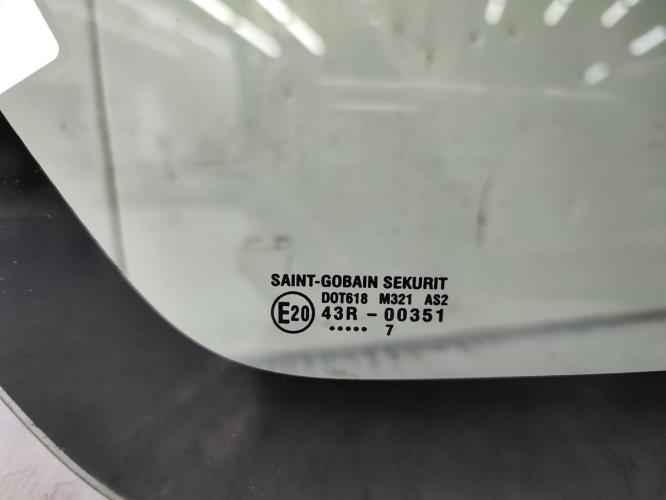 SAINT-GOBAIN SEKURIT
DOT618 M321 AS2
E20 43R - 00351
..... 7